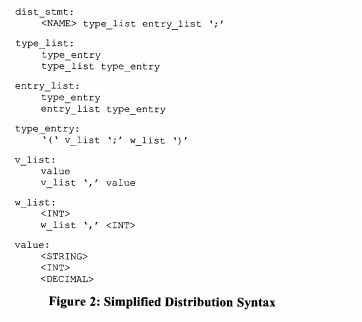 dist_stmt:
<NAME> type_list entry_list ‘;’
type_list:
type_entry
type_list type_entry
entry_list:
type_entry
entry_list type_entry
type_entry:
‘(‘ v_list ‘;’ w_list ‘)’
v_list:
value
v_list ‘,’ value
w_list:
<INT>
w_list ‘,’ <INT>
value:
<STRING>
<INT>
<DECIMAL>
Figure 2: Simplified Distribution Syntax